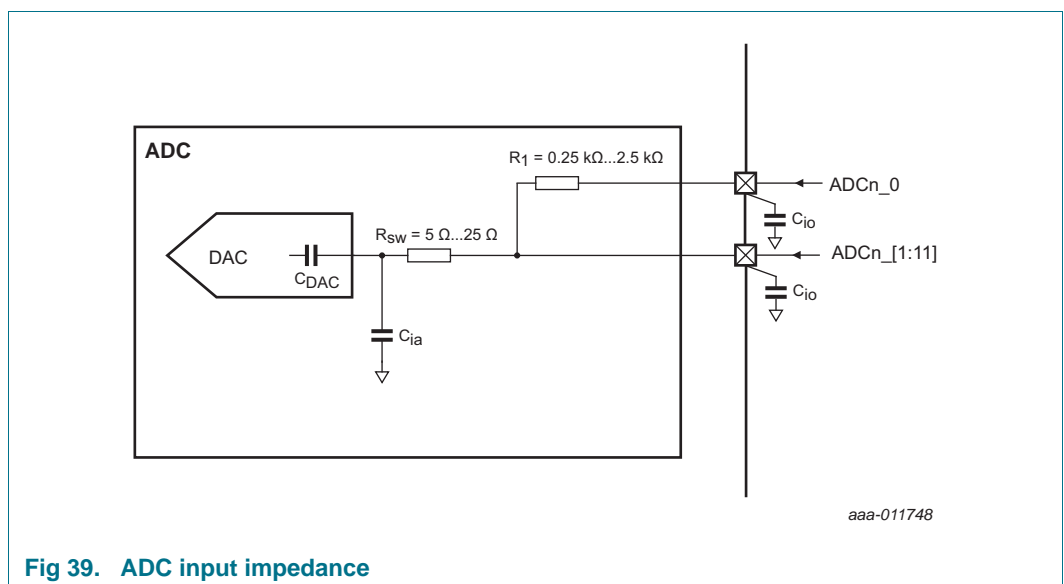 ADC
R1 = 0.25 kΩ...2.5 kΩ
ADCn_0
Cio
Rsw = 5 Ω...25 Ω
DAC
CDAC
ADCn_[1:11]
Cio
Cia
aaa-011748
Fig 39. ADC input impedance